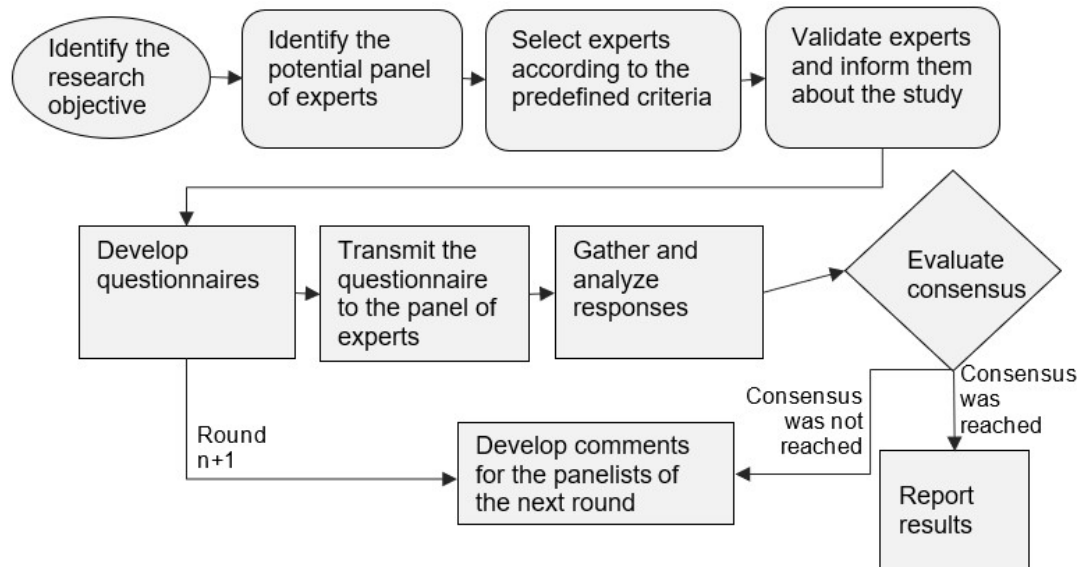 Identify the
research
objective
Identify the
potential panel
of experts
Select experts
according to the
predefined criteria
Validate experts
and inform them
about the study
Develop
questionnaires
Transmit the
questionnaire
to the panel of
experts
Gather and
analyze
responses
Evaluate
consensus
Consensus
was not
reached
Consensus
was
reached
Round
n+1
Develop comments
for the panelists of
the next round
Report
results